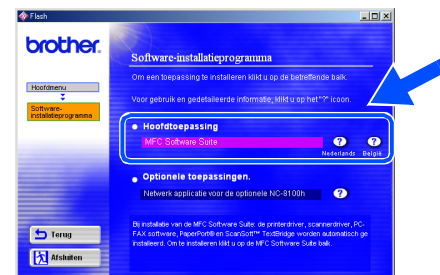 Flash
brother.
Software-installatieprogramma
Om een toepassing te installeren klikt u op de betreffende balk.
Hoofdmenu
Voor gebruik en gedetailleerde informatie, klikt u op het "?" icoon.
Software-
installatieprogramma
Hoofdtoepassing
MFC Software Suite
? ?
Nederlands België
Optionele toepassingen.
Netwerk applicatie voor de optionele NC-8100h
?
Bij installatie van de MFC Software Suite: de printerdriver, scannerdriver, PC-
FAX software, PaperPort® en ScanSoft™ TextBridge worden automatisch ge
installeerd. Om te installeren klikt u op de MFC Software Suite balk.
Terug
Afsluiten